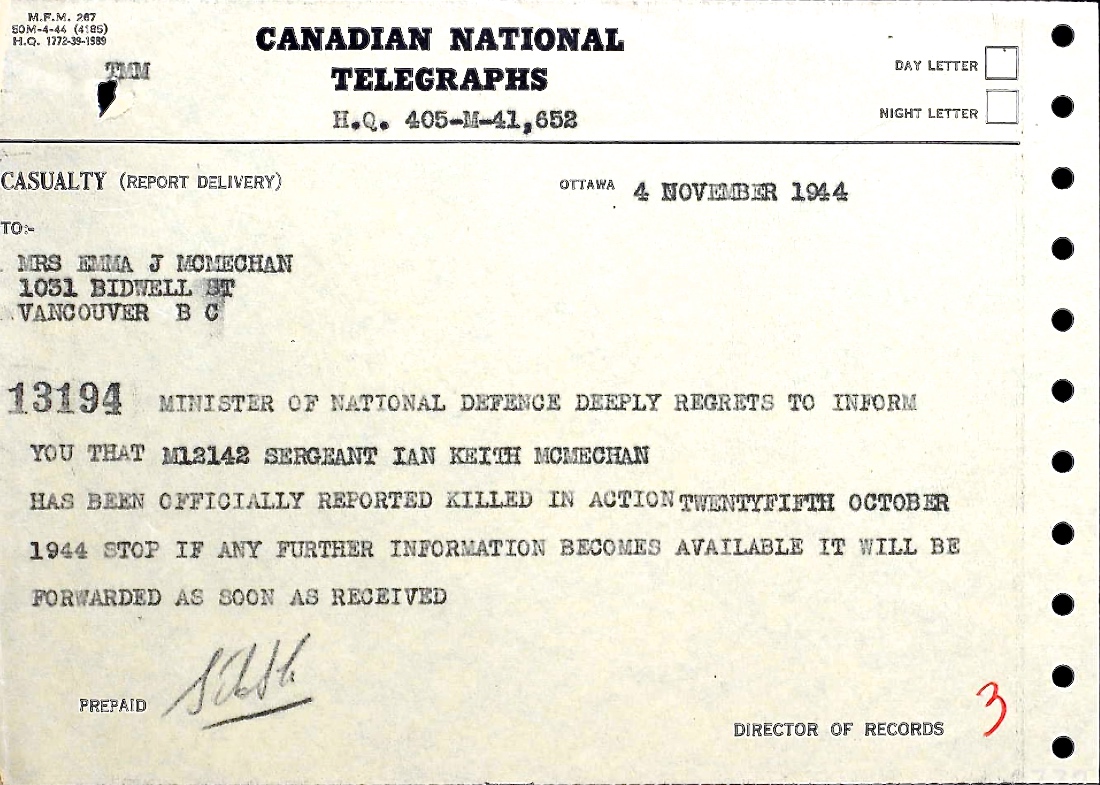 M.F.M. 267
50M-4-44 (4185)
H.Q. 1772-39-1989
TMM
CANADIAN NATIONAL
TELEGRAPHS
H.Q. 405-M-41,652
DAY LETTER
NIGHT LETTER
CASUALTY (REPORT DELIVERY)
OTTAWA 4 NOVEMBER 1944
TO:-
MRS EMMA J MCMECHAN
1031 BIDWELL ST
VANCOUVER B C
13194 MINISTER OF NATIONAL DEFENCE DEEPLY REGRETS TO INFORM
YOU THAT M12142 SERGEANT IAN KEITH MCMECHAN
HAS BEEN OFFICIALLY REPORTED KILLED IN ACTION TWENTYFIFTH OCTOBER
1944 STOP IF ANY FURTHER INFORMATION BECOMES AVAILABLE IT WILL BE
FORWARDED AS SOON AS RECEIVED
PREPAID
DIRECTOR OF RECORDS
3